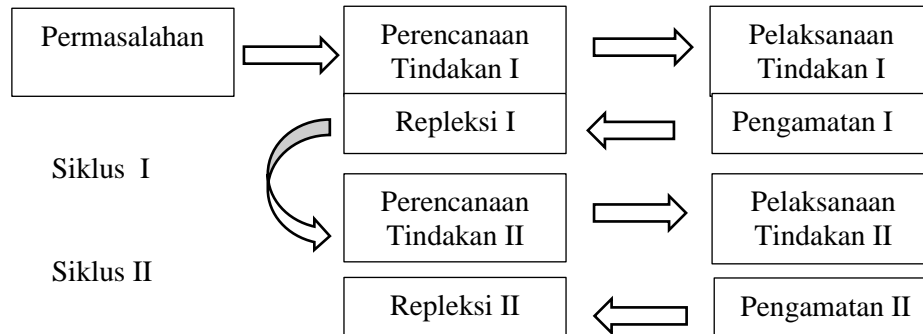 Permasalahan
Perencanaan
Tindakan I
Pelaksanaan
Tindakan I
Repleksi I
Pengamatan I
Siklus I
Perencanaan
Tindakan II
Pelaksanaan
Tindakan II
Siklus II
Repleksi II
Pengamatan II